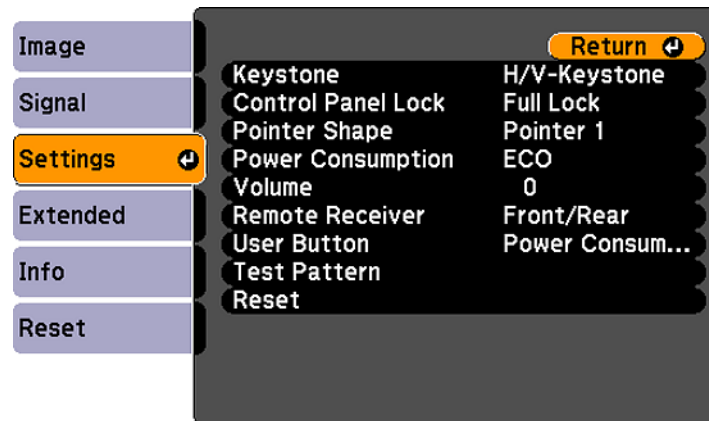 Image
Signal
Settings
Extended
Info
Reset
Return
Keystone H/V-Keystone
Control Panel Lock Full Lock
Pointer Shape Pointer 1
Power Consumption ECO
Volume 0
Remote Receiver Front/Rear
User Button Power Consum...
Test Pattern
Reset